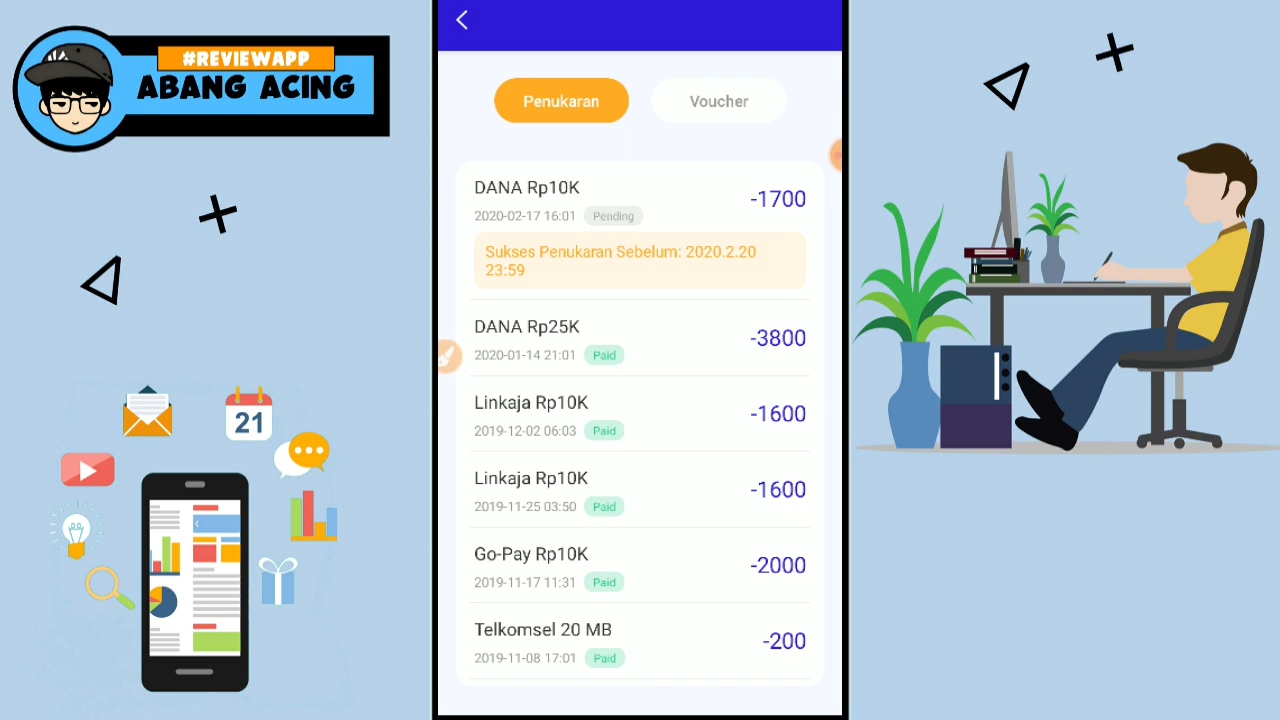 #REVIEWAPP
ABANG ACING
Penukaran
Voucher
DANA Rp10K
-1700
2020-02-17 16:01 Pending
Sukses Penukaran Sebelum: 2020.2.20
23:59
DANA Rp25K
-3800
2020-01-14 21:01 Paid
Linkaja Rp10K
-1600
2019-12-02 06:03 Paid
Linkaja Rp10K
-1600
2019-11-25 03:50 Paid
Go-Pay Rp10K
-2000
2019-11-17 11:31 Paid
Telkomsel 20 MB
-200
2019-11-08 17:01 Paid
21